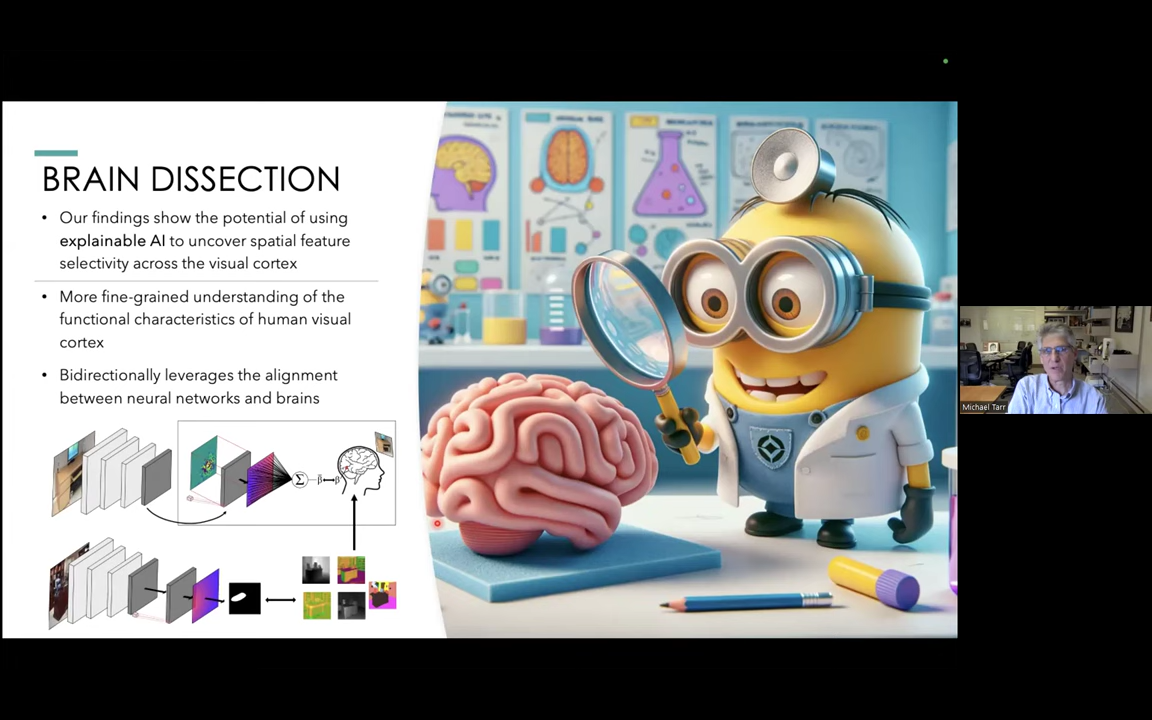 BRAIN DISSECTION
• Our findings show the potential of using
explainable AI to uncover spatial feature
selectivity across the visual cortex
• More fine-grained understanding of the
functional characteristics of human visual
cortex
• Bidirectionally leverages the alignment
between neural networks and brains
Σ
Michael Tarr